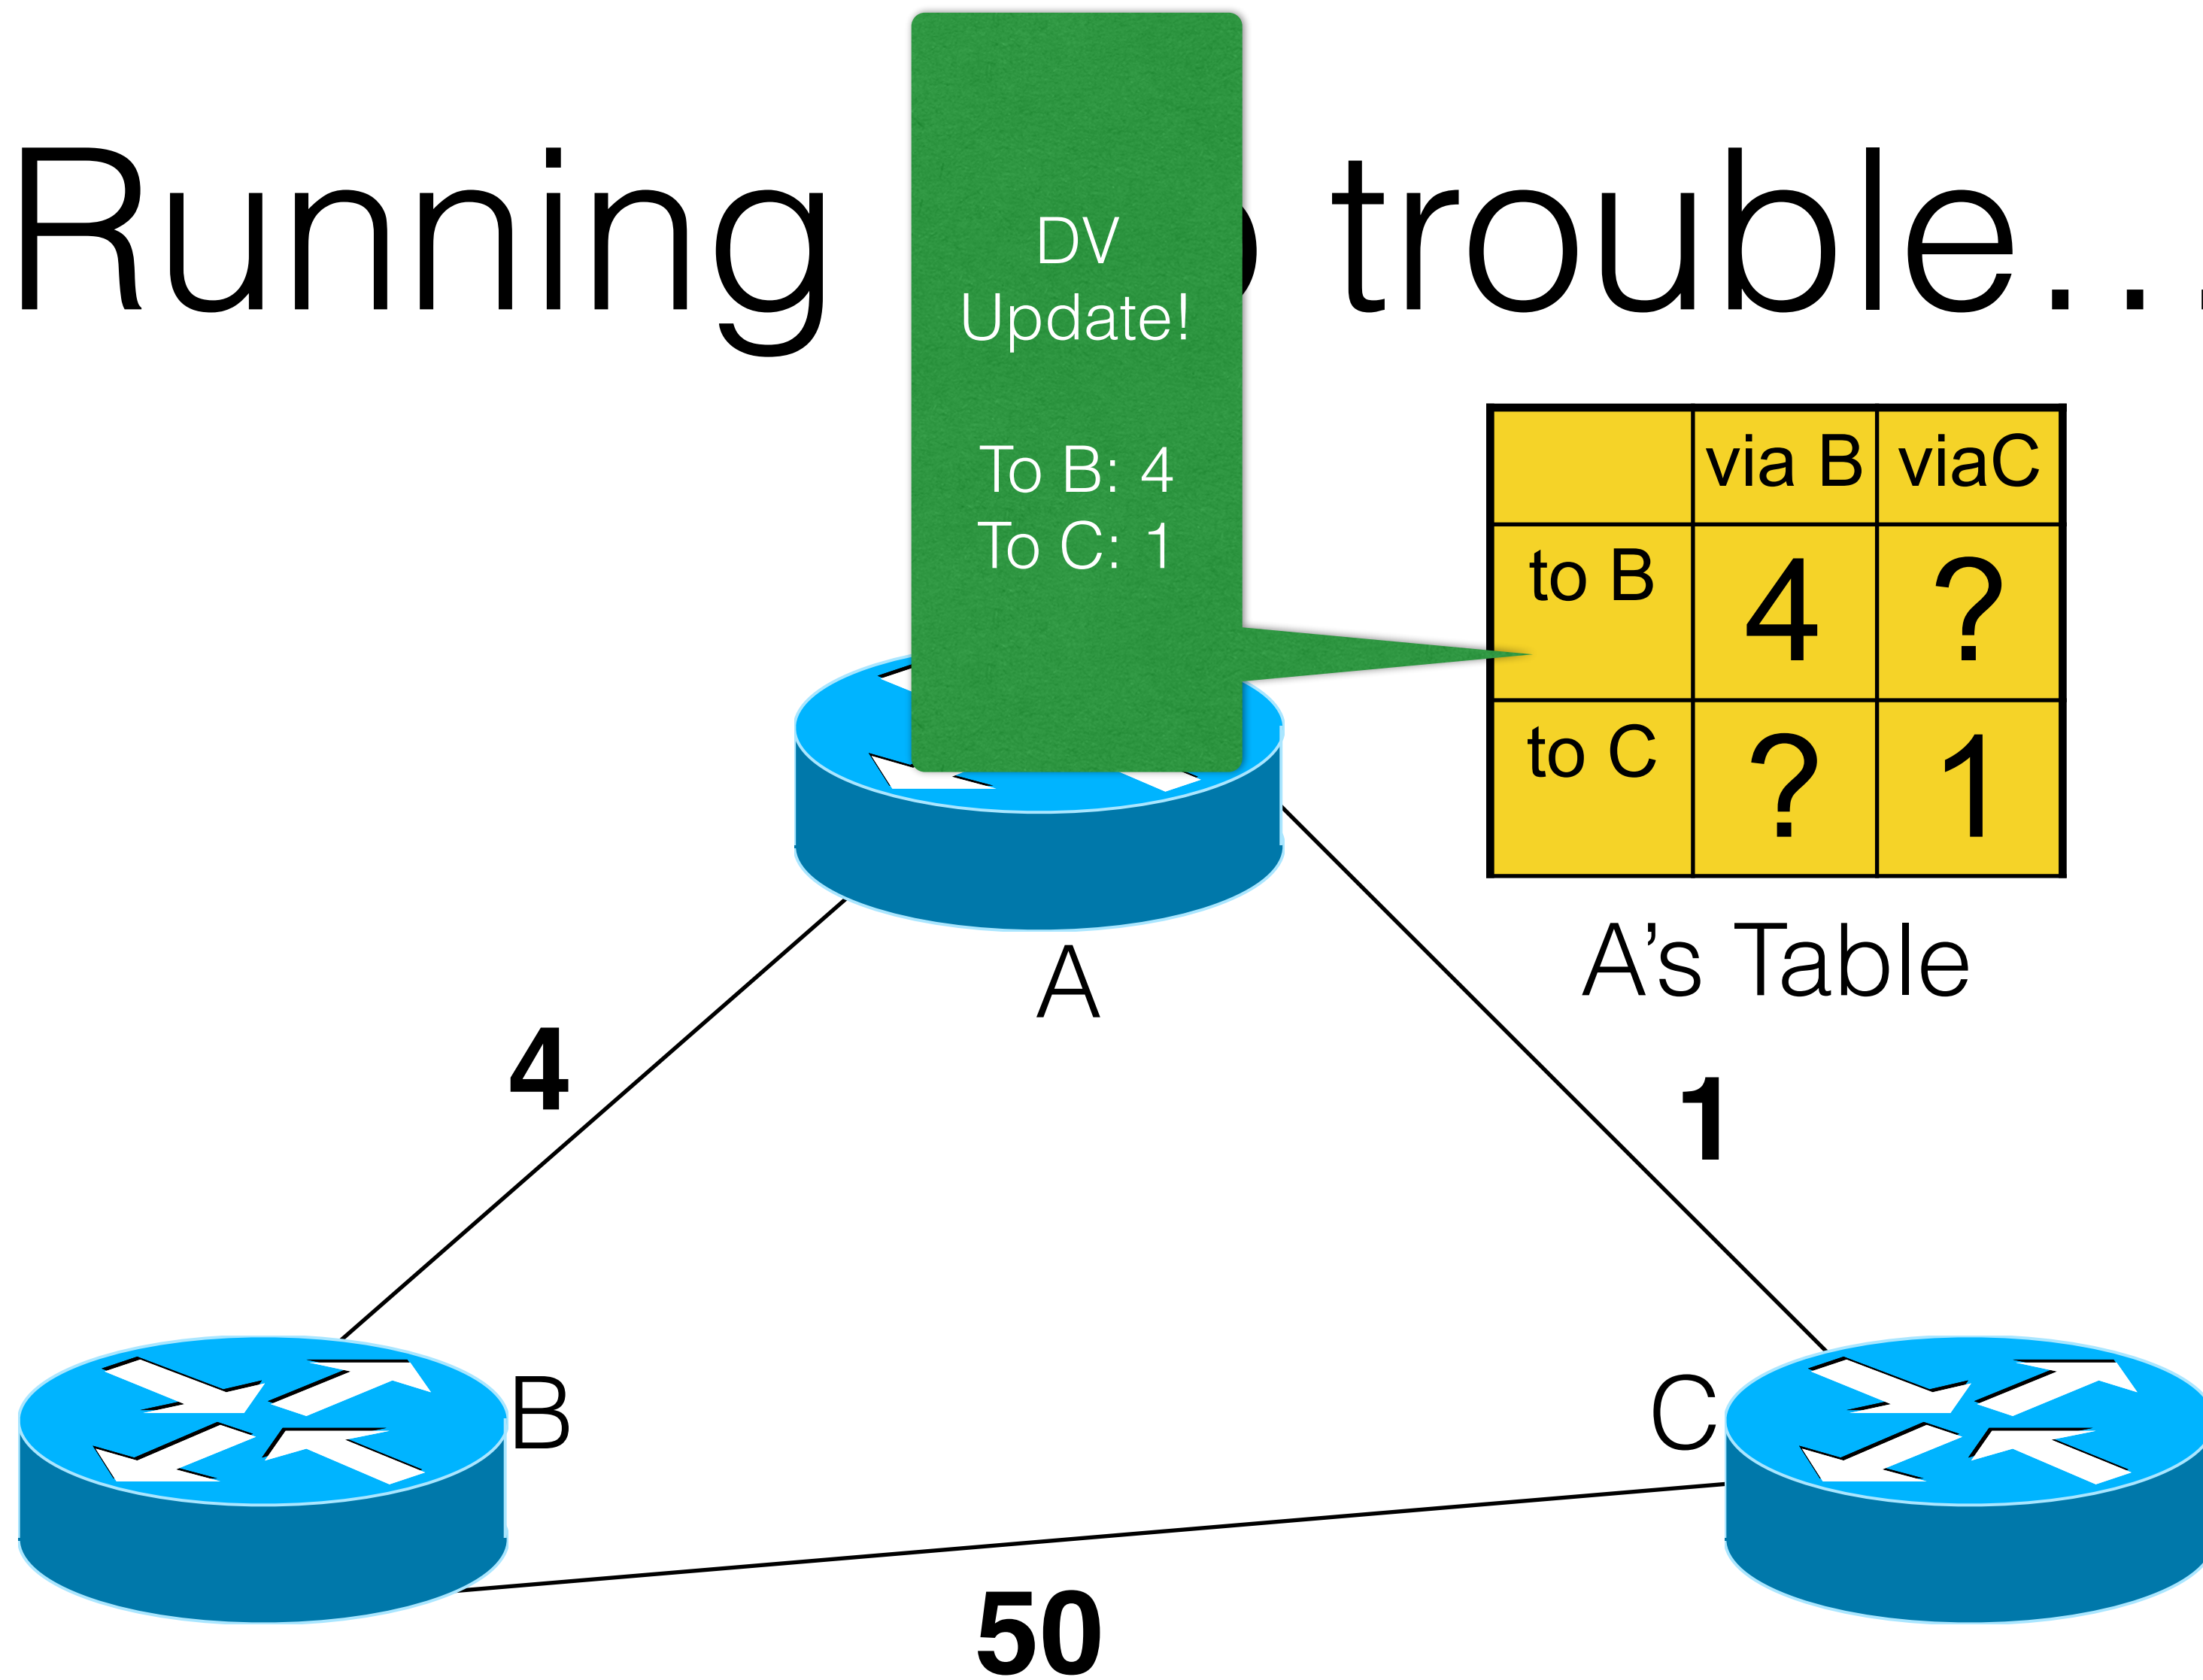 Running trouble...
DV
Update!
To B: 4
To C: 1
via B viaC
to B 4 ?
to C ? 1
A's Table
A
4
1
B
C
50